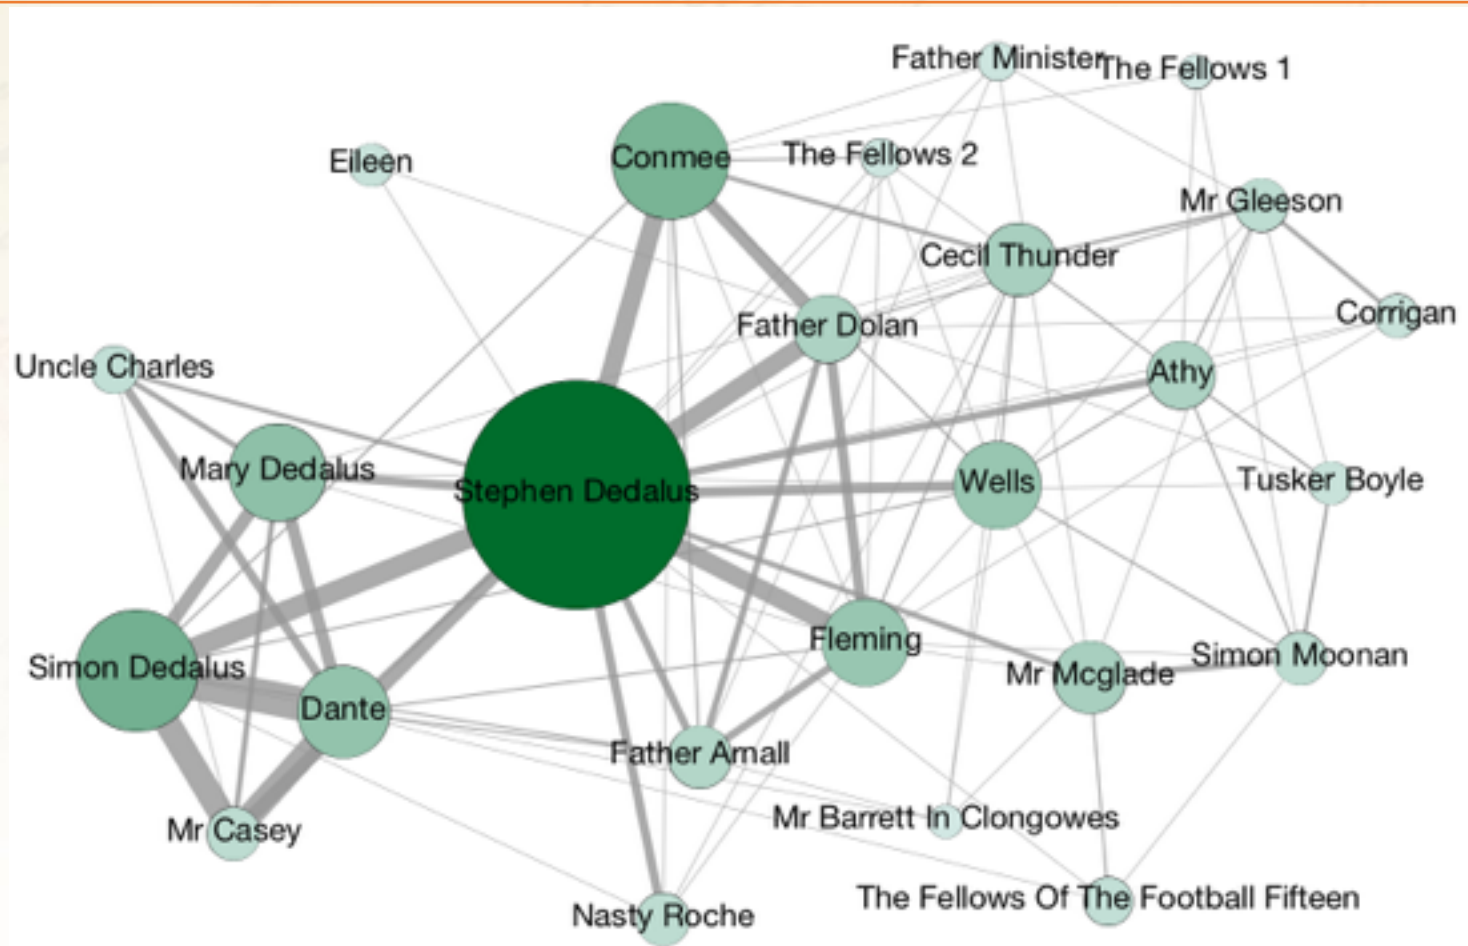 Father Minister
The Fellows 1
Eileen
Conmee
The Fellows 2
Mr Gleeson
Cecil Thunder
Father Dolan
Corrigan
Uncle Charles
Athy
Mary Dedalus
Stephen Dedalus
Wells
Tusker Boyle
Fleming
Simon Dedalus
Mr Mcglade
Simon Moonan
Dante
Father Arnall
Mr Casey
Mr Barrett In Clongowes
Nasty Roche
The Fellows Of The Football Fifteen